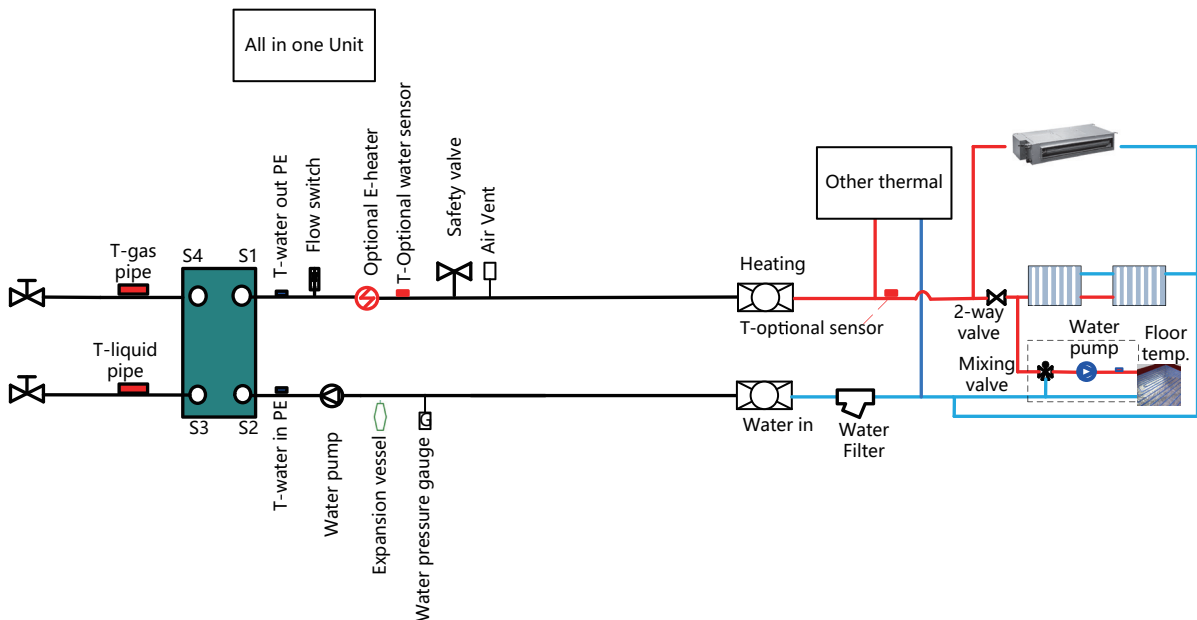 All in one Unit
T-water out PE
Flow switch
Optional E-heater
T-Optional water sensor
Safety valve
Air Vent
Other thermal
T-gas
pipe
S4
S1
Heating
T-optional sensor
2-way
valve
T-liquid
pipe
Mixing
valve
Water
pump
Floor
temp.
S3
S2
T-water in PE
Water pump
Expansion vessel
G
Water pressure gauge
Water in
Water
Filter